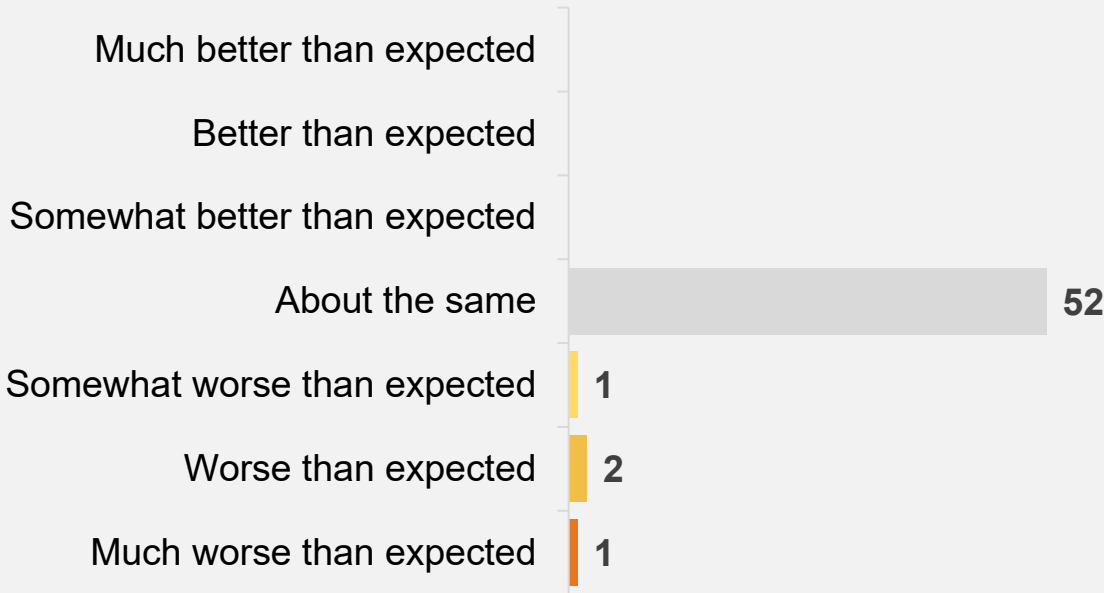 Much better than expected
Better than expected
Somewhat better than expected
About the same 52
Somewhat worse than expected 1
Worse than expected 2
Much worse than expected 1